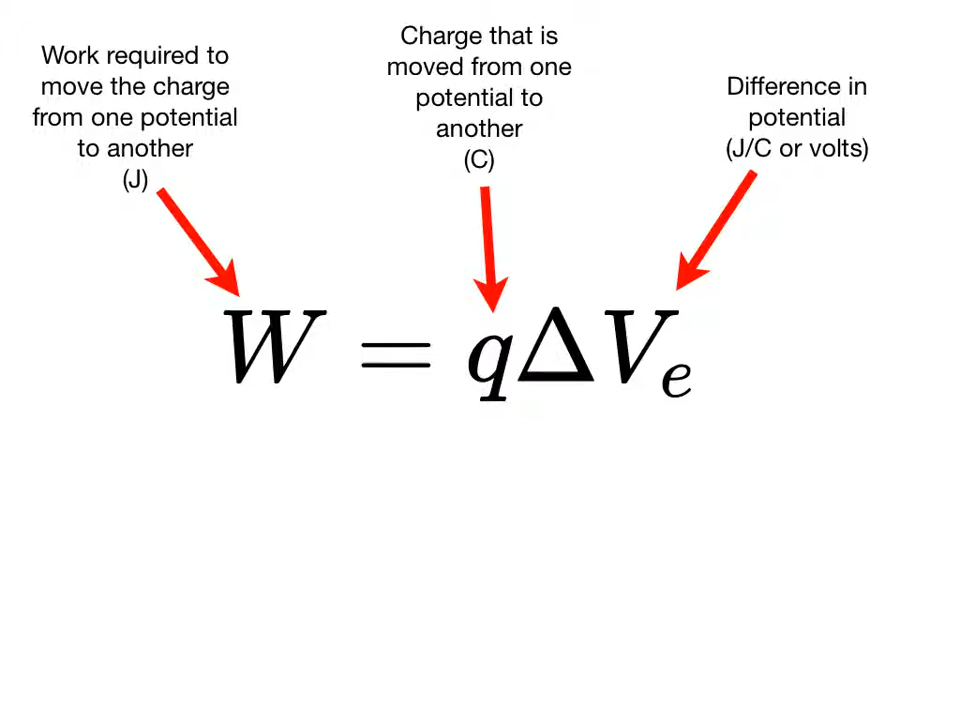 Work required to
move the charge
from one potential
to another
(J)
Charge that is
moved from one
potential to
another
(C)
Difference in
potential
(J/C or volts)
W = qΔVₑ